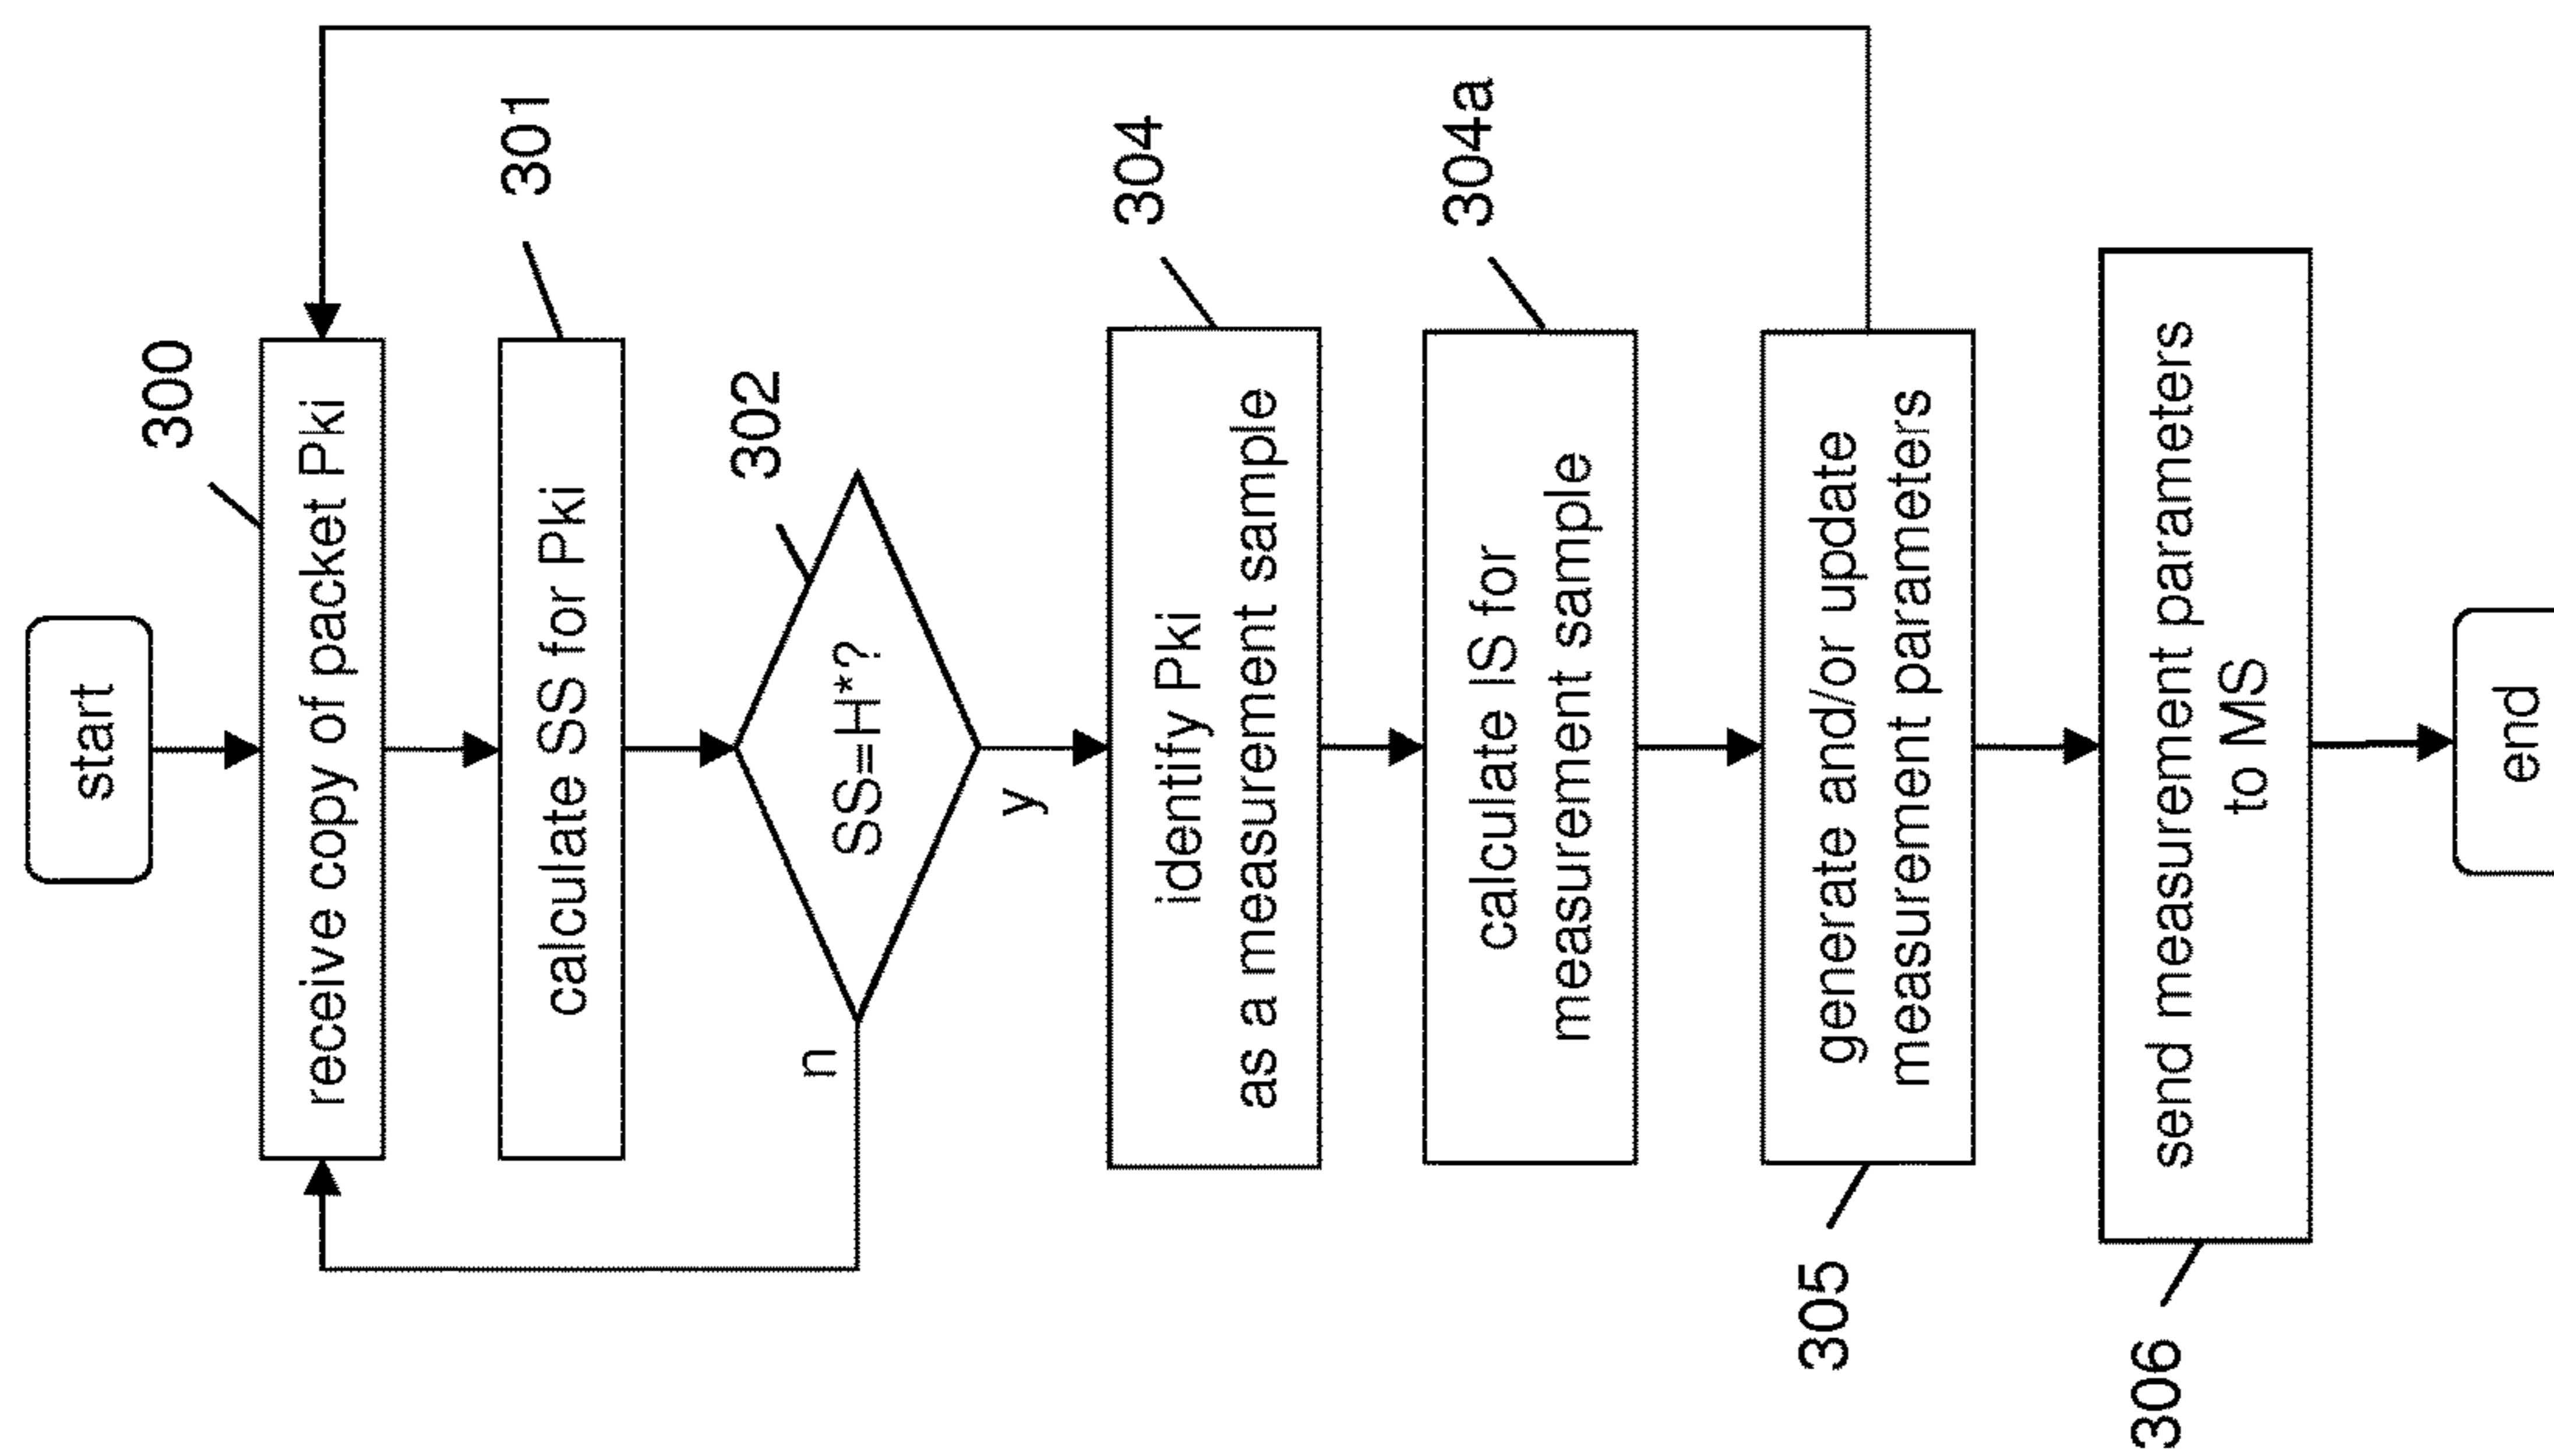 start
300
receive copy of packet Pki
301
calculate SS for Pki
302
SS=H*?
n
y
304
identify Pki
as a measurement sample
304a
calculate IS for
measurement sample
305
generate and/or update
measurement parameters
306
send measurement parameters
to MS
end